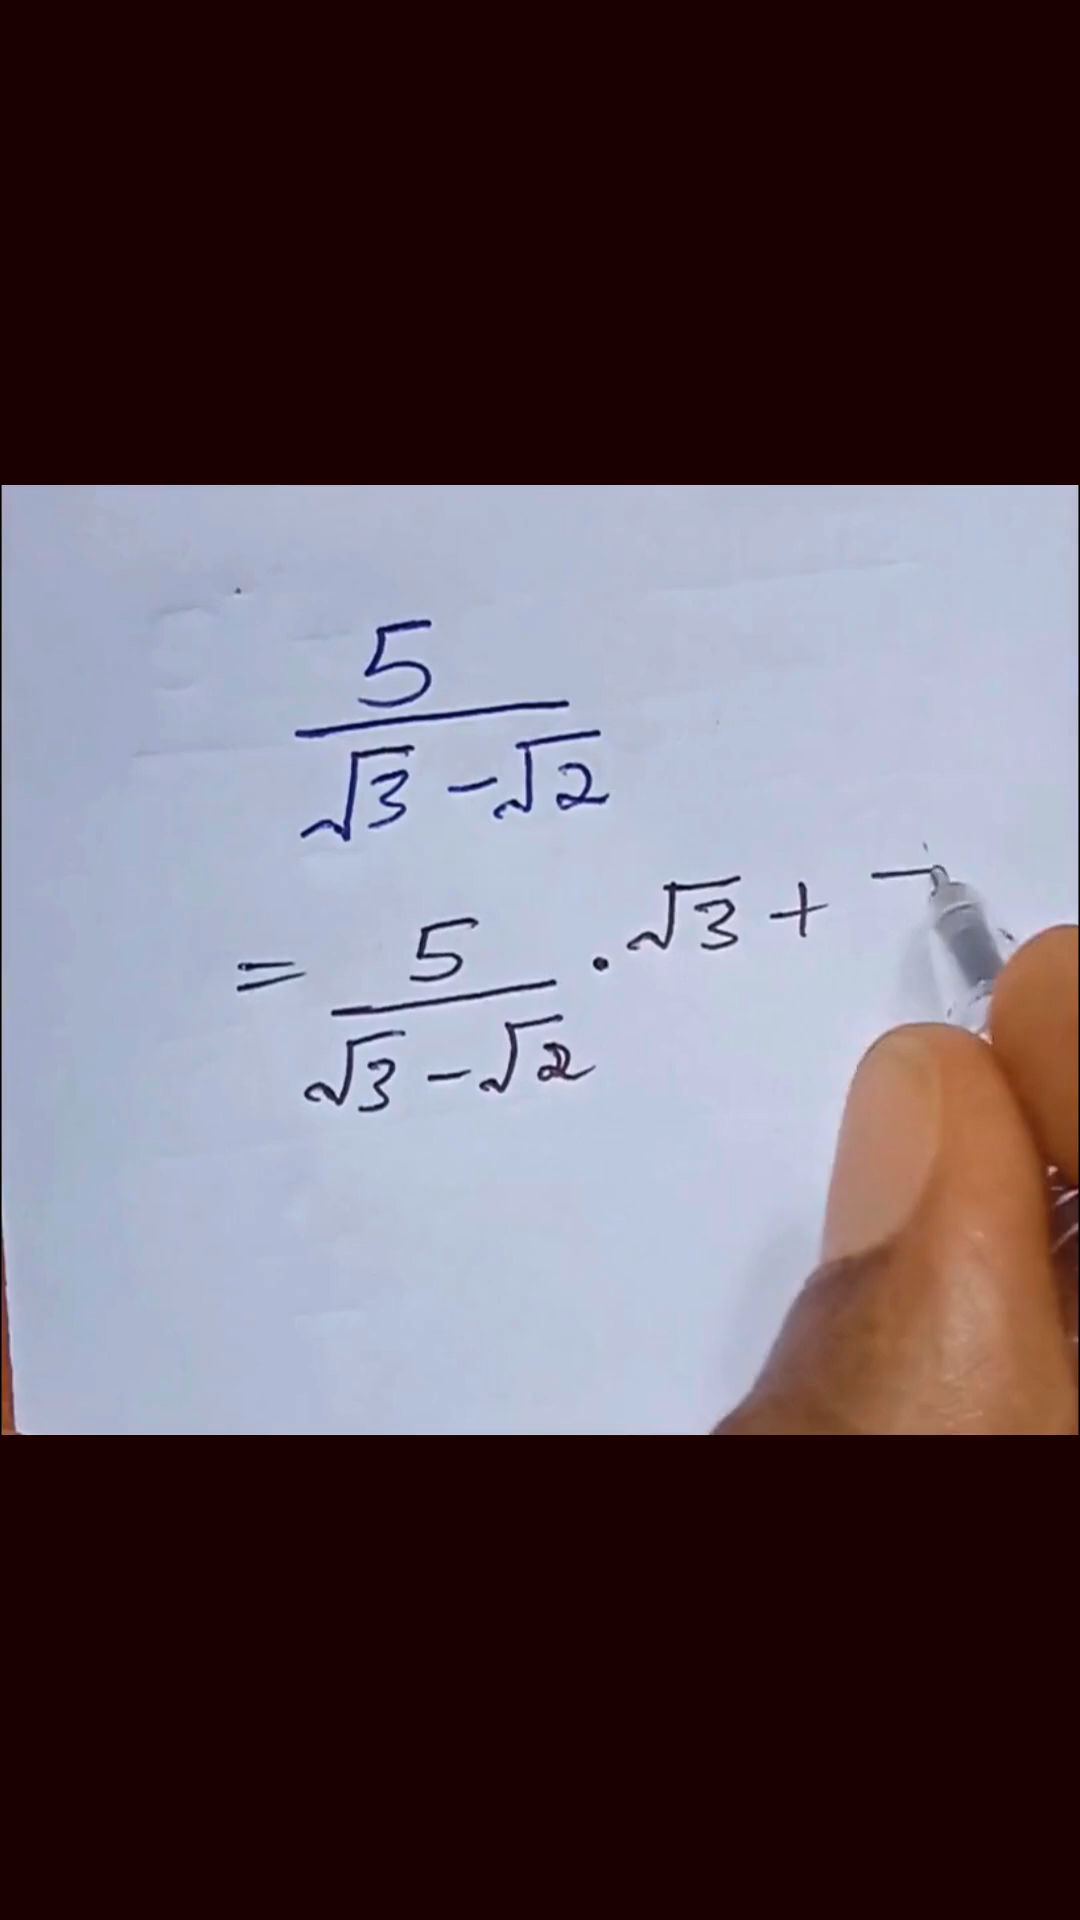 5
√3 - √2
= 5 . √3 +
√3 - √2